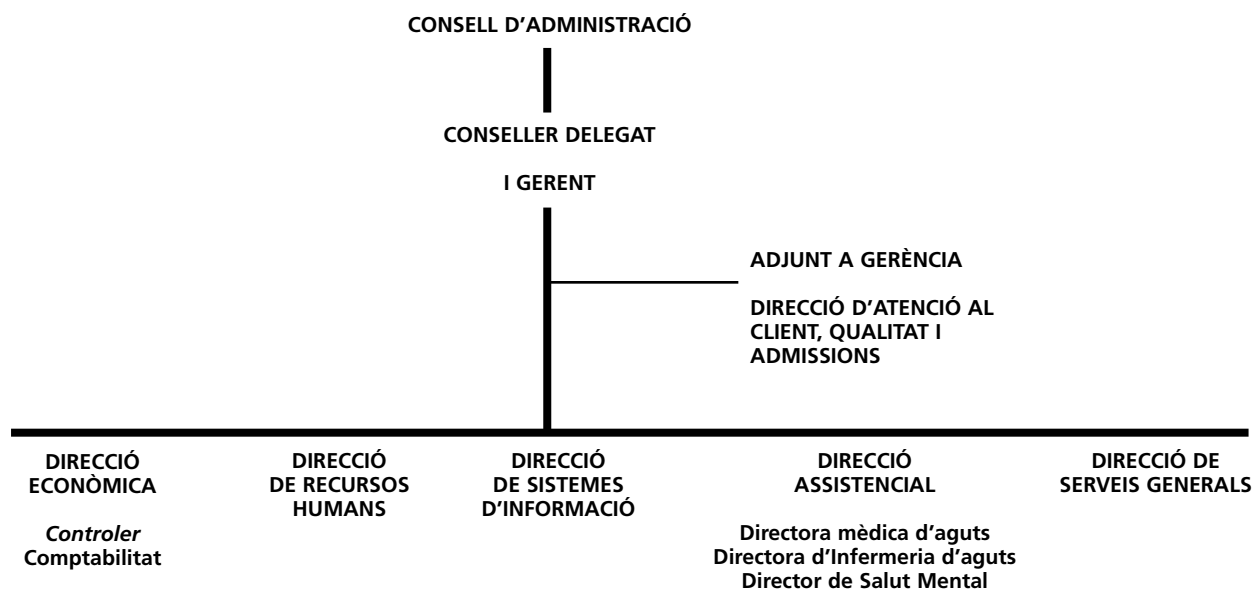 CONSELL D'ADMINISTRACIÓ
CONSELLER DELEGAT
I GERENT
ADJUNT A GERÈNCIA
DIRECCIÓ D'ATENCIÓ AL
CLIENT, QUALITAT I
ADMISSIONS
DIRECCIÓ
ECONÒMICA
Controler
Comptabilitat
DIRECCIÓ
DE RECURSOS
HUMANS
DIRECCIÓ
DE SISTEMES
D'INFORMACIÓ
DIRECCIÓ
ASSISTENCIAL
Directora mèdica d'aguts
Directora d'Infermeria d'aguts
Director de Salut Mental
DIRECCIÓ DE
SERVEIS GENERALS